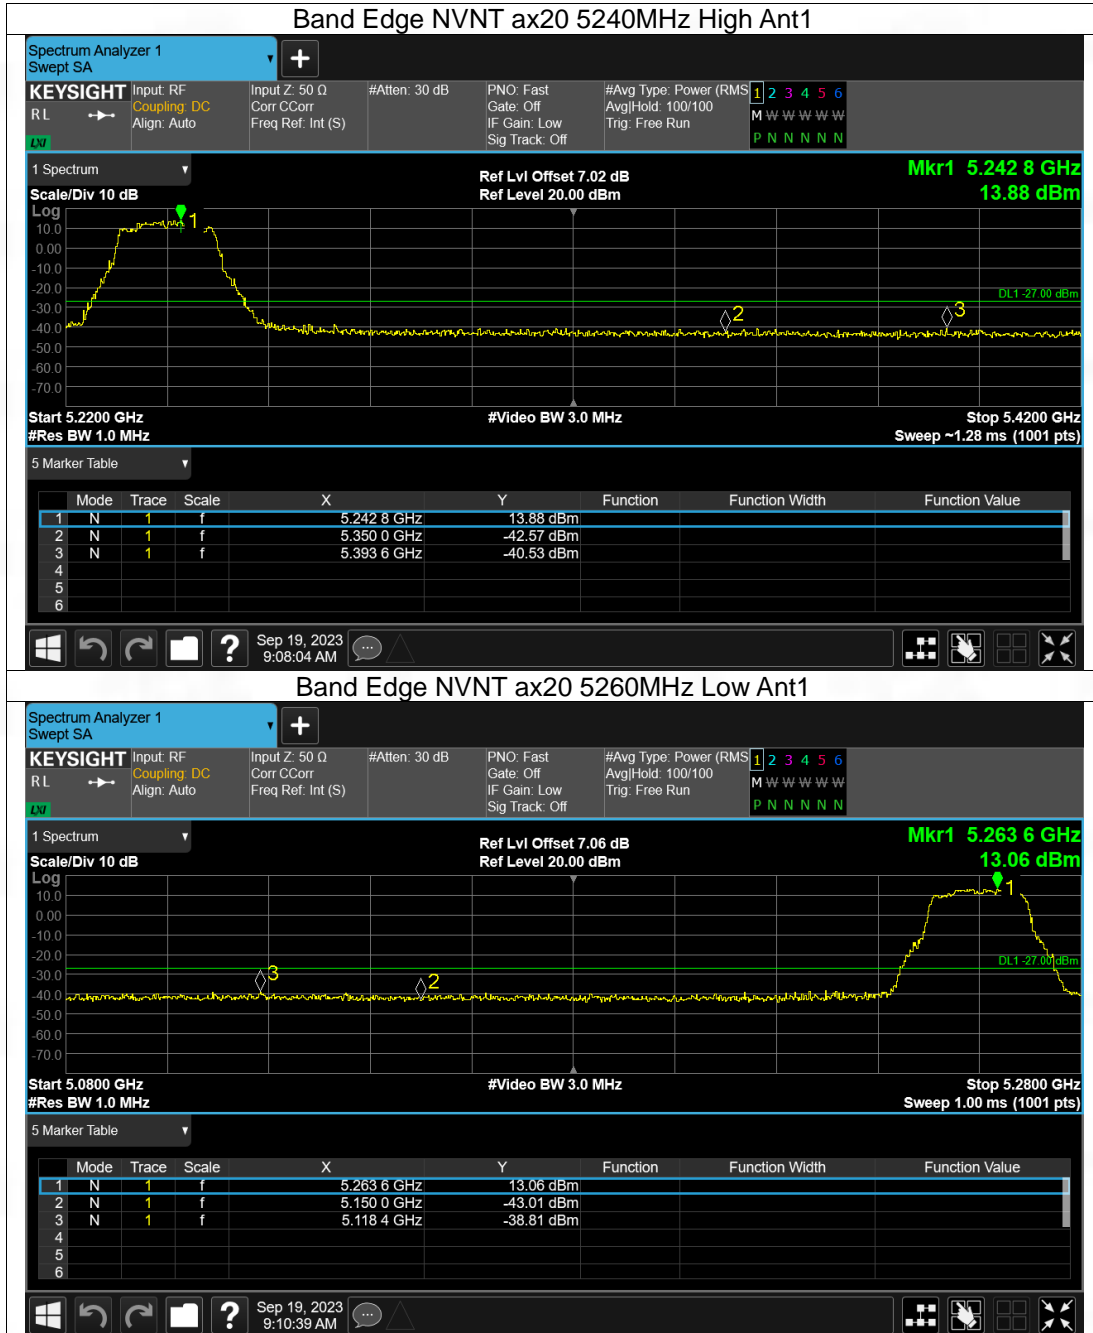 Band Edge NVNT ax20 5240MHz High Ant1
Spectrum Analyzer 1
Swept SA
+
KEYSIGHT Input: RF Input Z: 50 Ω #Atten: 30 dB PNO: Fast #Avg Type: Power (RMS 1 2 3 4 5 6
RL Coupling: DC Corr CCorr Gate: Off Avg|Hold: 100/100 M W W W W W
Align: Auto Freq Ref: Int (S) IF Gain: Low Trig: Free Run
LXI Sig Track: Off P N N N N N
1 Spectrum Ref Lvl Offset 7.02 dB Mkr1 5.242 8 GHz
Scale/Div 10 dB Ref Level 20.00 dBm 13.88 dBm
Log
1
10.0
0.00
-10.0
-20.0
DL1 -27.00 dBm
-30.0
2 3
-40.0
-50.0
-60.0
-70.0
Start 5.2200 GHz #Video BW 3.0 MHz Stop 5.4200 GHz
#Res BW 1.0 MHz Sweep ~1.28 ms (1001 pts)
5 Marker Table
Mode Trace Scale X Y Function Function Width Function Value
1 N 1 f 5.242 8 GHz 13.88 dBm
2 N 1 f 5.350 0 GHz -42.57 dBm
3 N 1 f 5.393 6 GHz -40.53 dBm
4
5
6
? Sep 19, 2023
9:08:04 AM
Band Edge NVNT ax20 5260MHz Low Ant1
Spectrum Analyzer 1
Swept SA
+
KEYSIGHT Input: RF Input Z: 50 Ω #Atten: 30 dB PNO: Fast #Avg Type: Power (RMS 1 2 3 4 5 6
RL Coupling: DC Corr CCorr Gate: Off Avg|Hold: 100/100 M W W W W W
Align: Auto Freq Ref: Int (S) IF Gain: Low Trig: Free Run
LXI Sig Track: Off P N N N N N
1 Spectrum Ref Lvl Offset 7.06 dB Mkr1 5.263 6 GHz
Scale/Div 10 dB Ref Level 20.00 dBm 13.06 dBm
Log
1
10.0
0.00
-10.0
-20.0
DL1 -27.00 dBm
-30.0
3 2
-40.0
-50.0
-60.0
-70.0
Start 5.0800 GHz #Video BW 3.0 MHz Stop 5.2800 GHz
#Res BW 1.0 MHz Sweep 1.00 ms (1001 pts)
5 Marker Table
Mode Trace Scale X Y Function Function Width Function Value
1 N 1 f 5.263 6 GHz 13.06 dBm
2 N 1 f 5.150 0 GHz -43.01 dBm
3 N 1 f 5.118 4 GHz -38.81 dBm
4
5
6
? Sep 19, 2023
9:10:39 AM